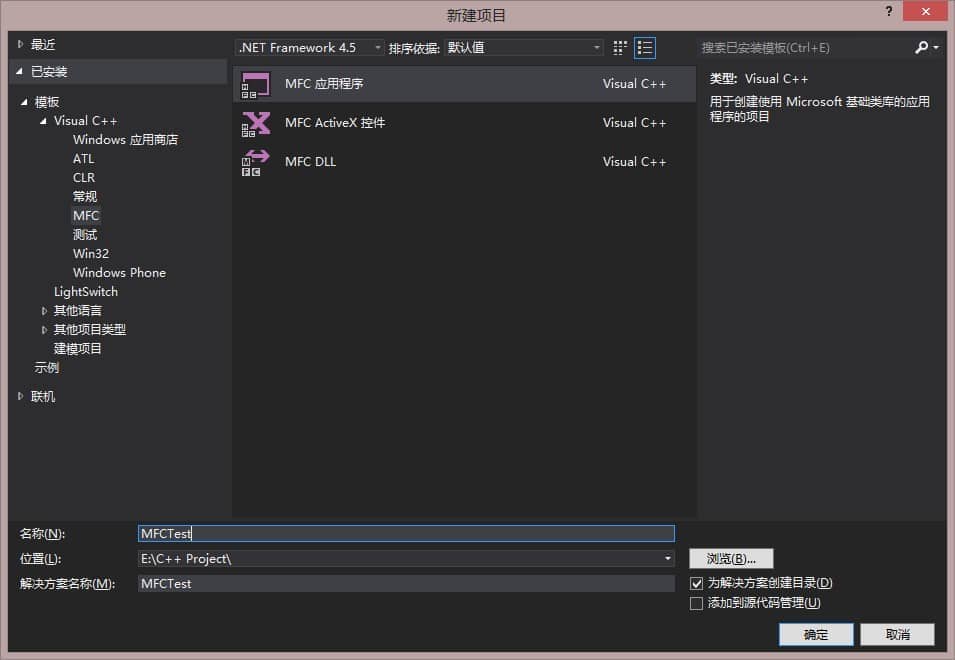 新建项目
?
最近
已安装
模板
Visual C++
Windows 应用商店
ATL
CLR
常规
MFC
测试
Win32
Windows Phone
LightSwitch
其他语言
其他项目类型
建模项目
示例
联机
.NET Framework 4.5 排序依据: 默认值
MFC 应用程序 Visual C++
MFC ActiveX 控件 Visual C++
MFC DLL Visual C++
搜索已安装模板(Ctrl+E)
类型: Visual C++
用于创建使用 Microsoft 基础类库的应用
程序的项目
名称(N): MFCTest
位置(L): E:\C++ Project\ 浏览(B)...
解决方案名称(M): MFCTest
为解决方案创建目录(D)
添加到源代码管理(U)
确定 取消